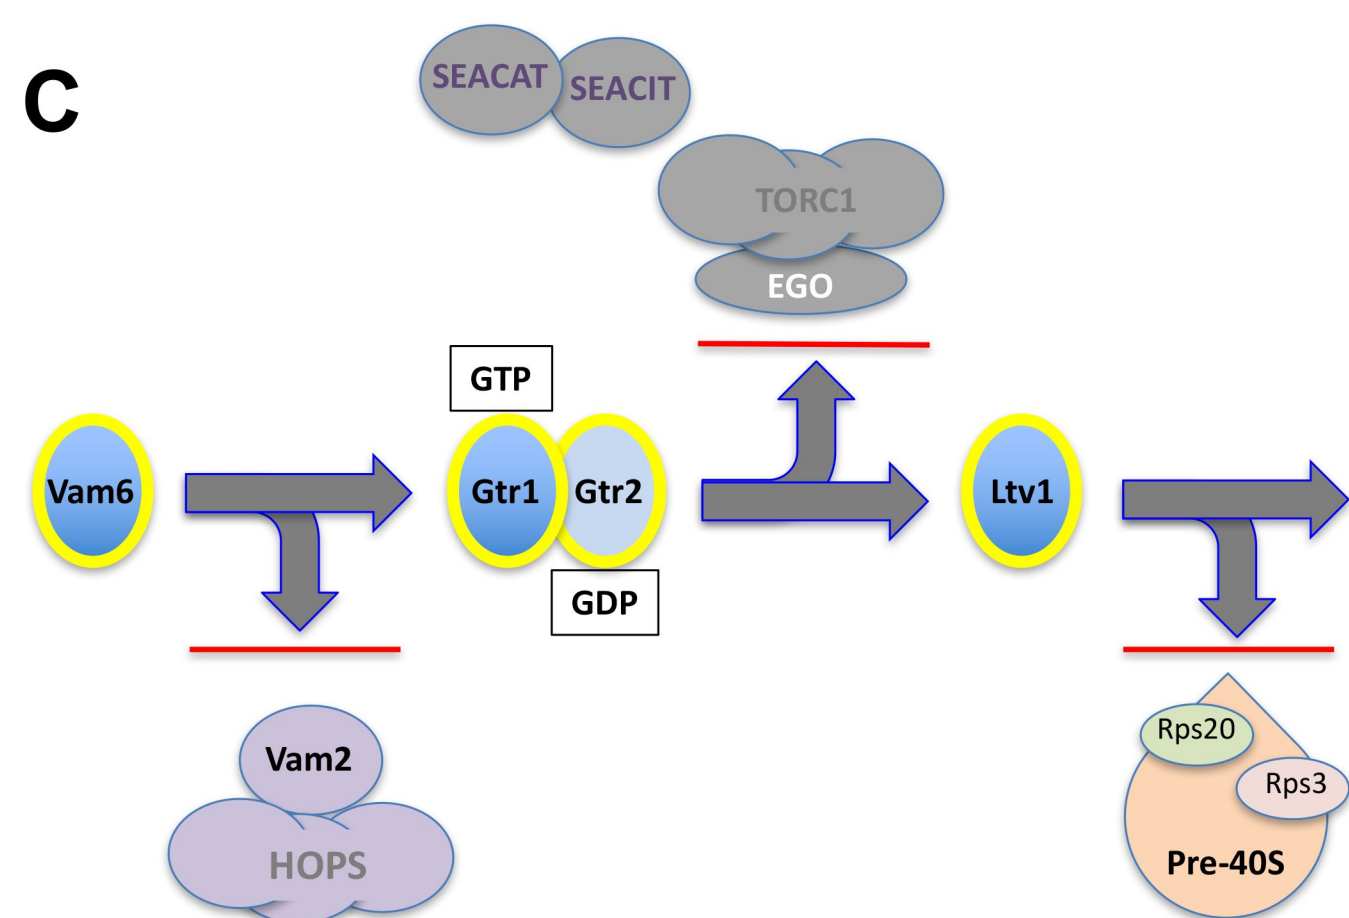 C
SEACAT
SEACIT
TORC1
EGO
GTP
Vam6
Gtr1
Gtr2
Ltv1
GDP
Vam2
HOPS
Rps20
Rps3
Pre-40S